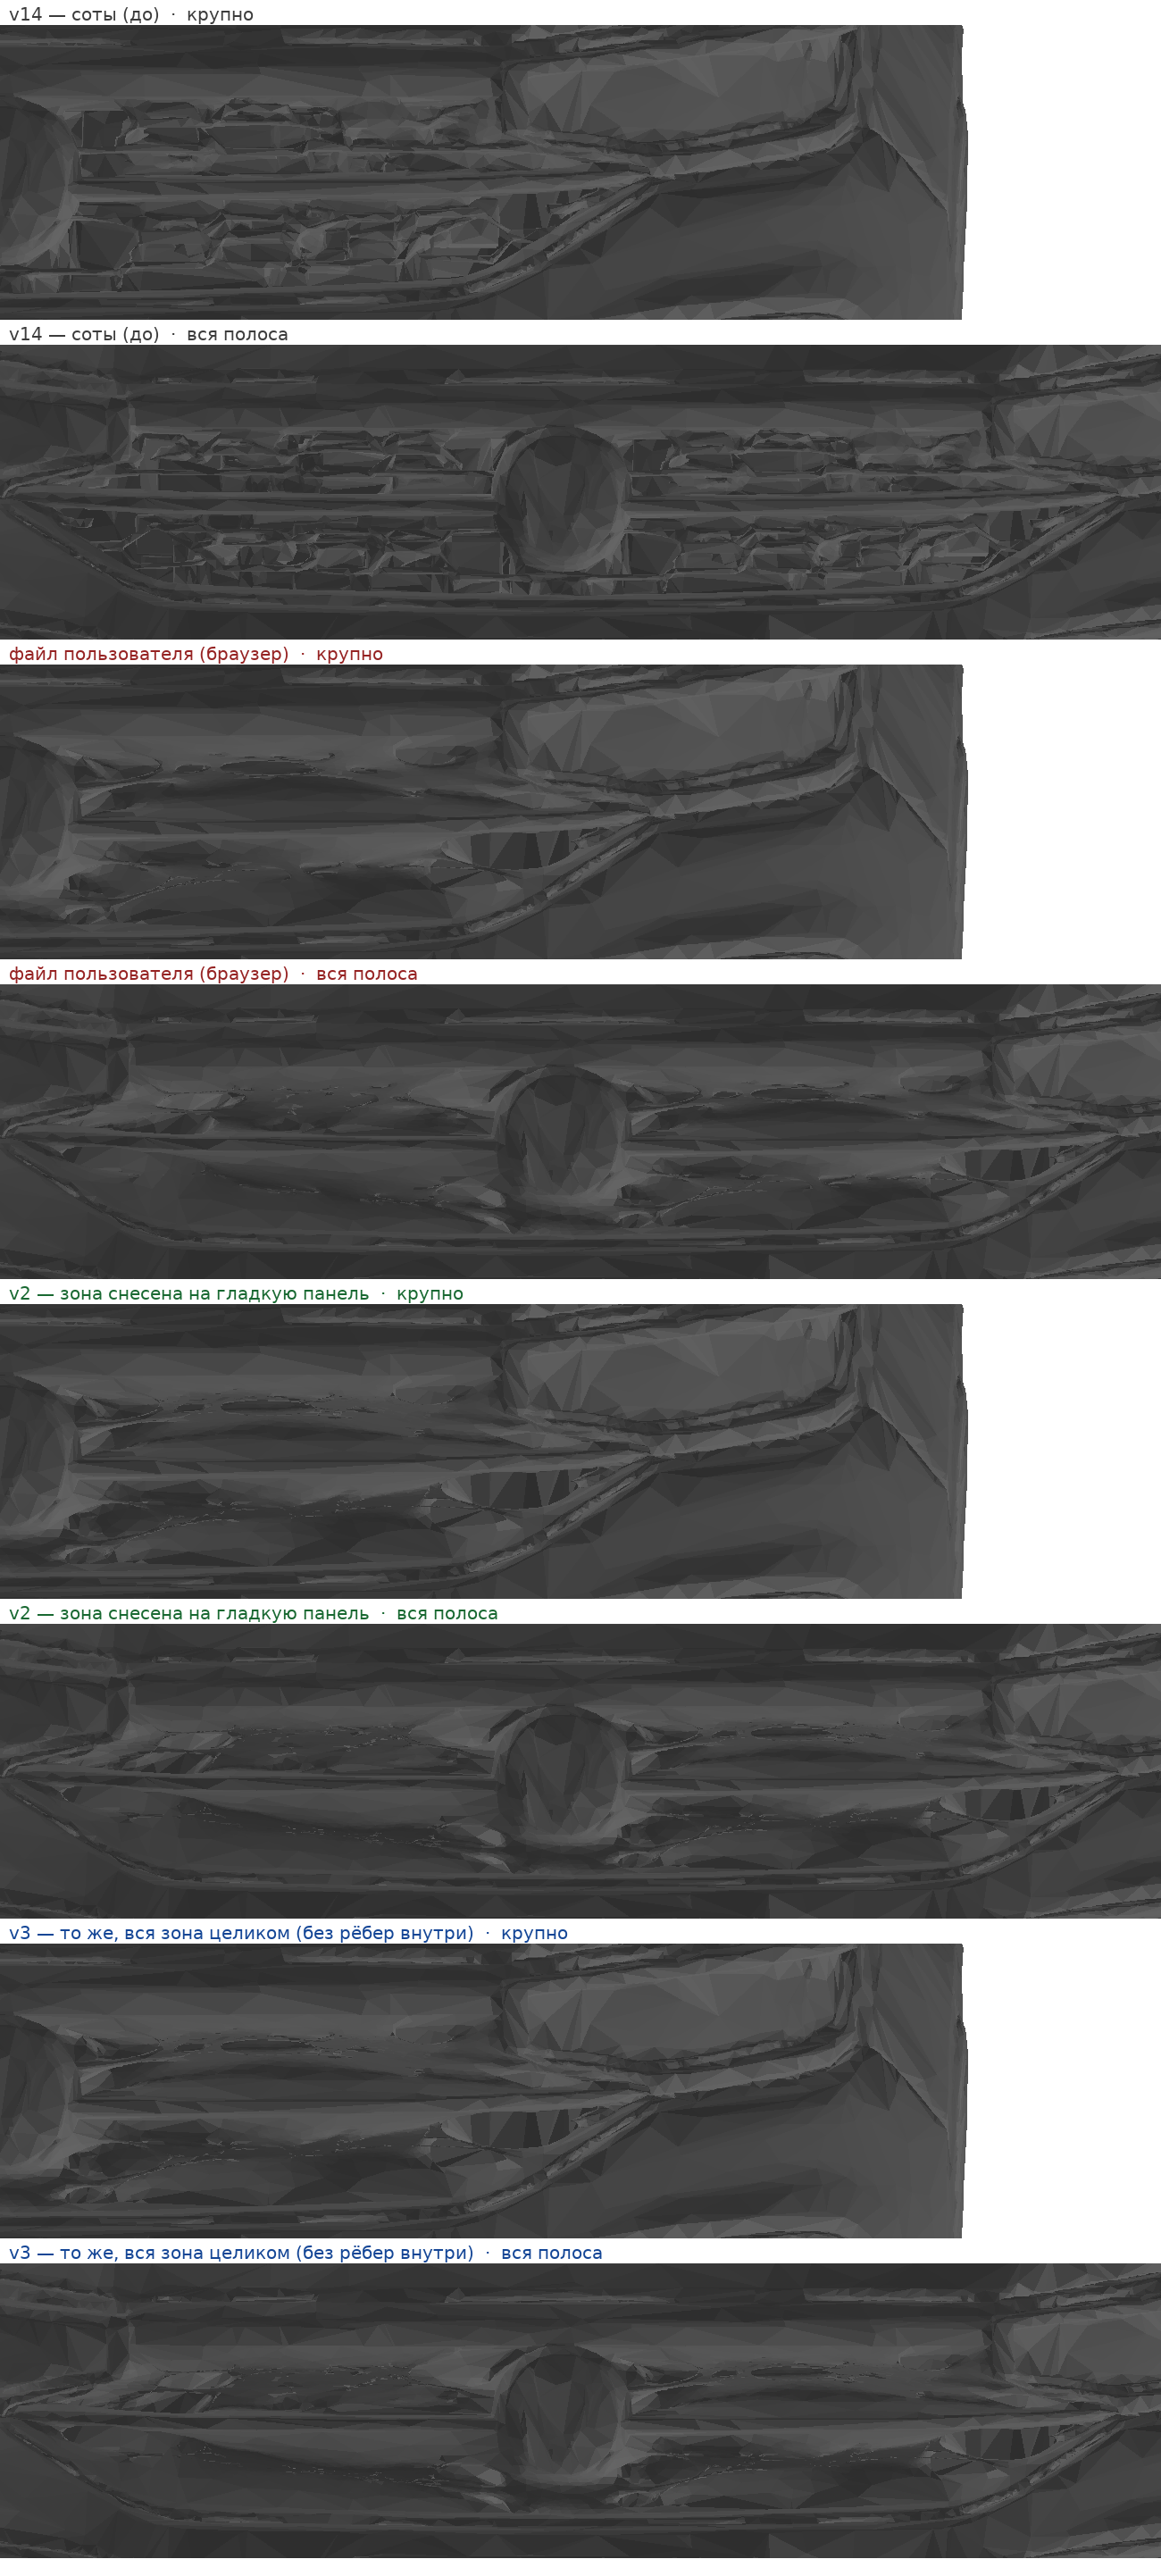 v14 — соты (до)  ·  крупно
v14 — соты (до)  ·  вся полоса
файл пользователя (браузер)  ·  крупно
файл пользователя (браузер)  ·  вся полоса
v2 — зона снесена на гладкую панель  ·  крупно
v2 — зона снесена на гладкую панель  ·  вся полоса
v3 — то же, вся зона целиком (без рёбер внутри)  ·  крупно
v3 — то же, вся зона целиком (без рёбер внутри)  ·  вся полоса